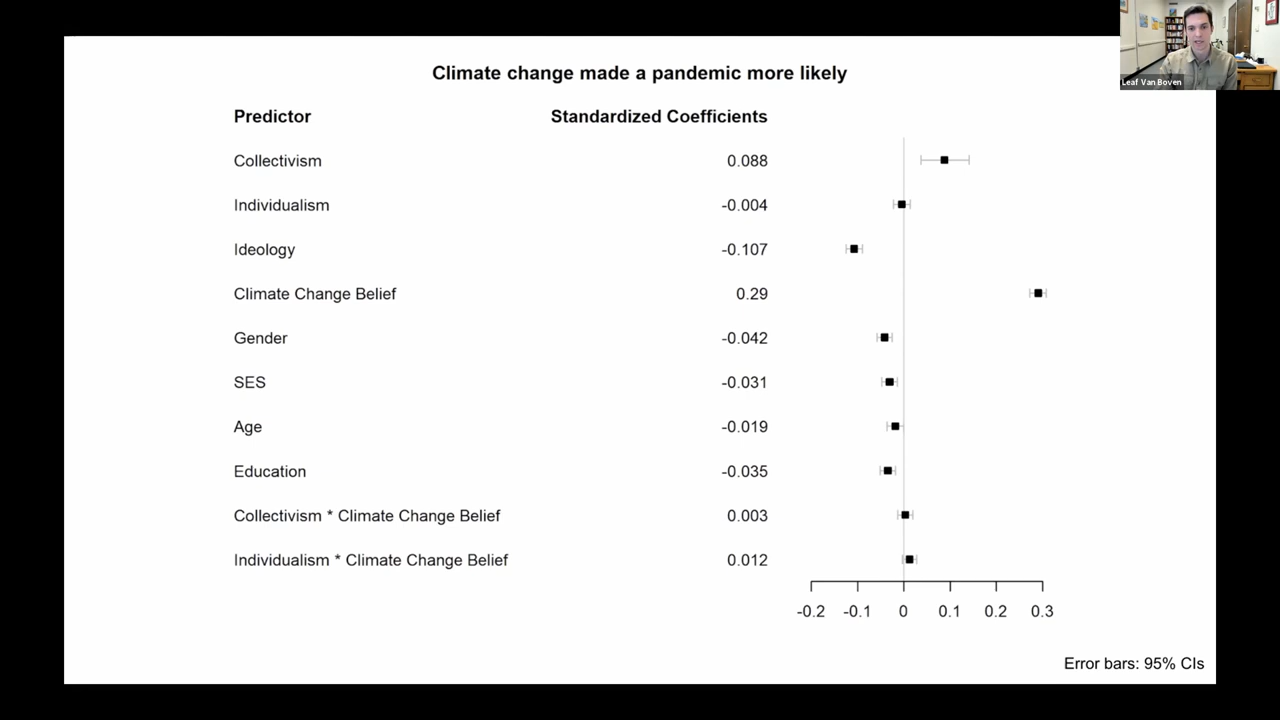 Leaf Van Boven
Climate change made a pandemic more likely
Predictor Standardized Coefficients
Collectivism 0.088
Individualism -0.004
Ideology -0.107
Climate Change Belief 0.29
Gender -0.042
SES -0.031
Age -0.019
Education -0.035
Collectivism * Climate Change Belief 0.003
Individualism * Climate Change Belief 0.012
-0.2 -0.1 0 0.1 0.2 0.3
Error bars: 95% CIs